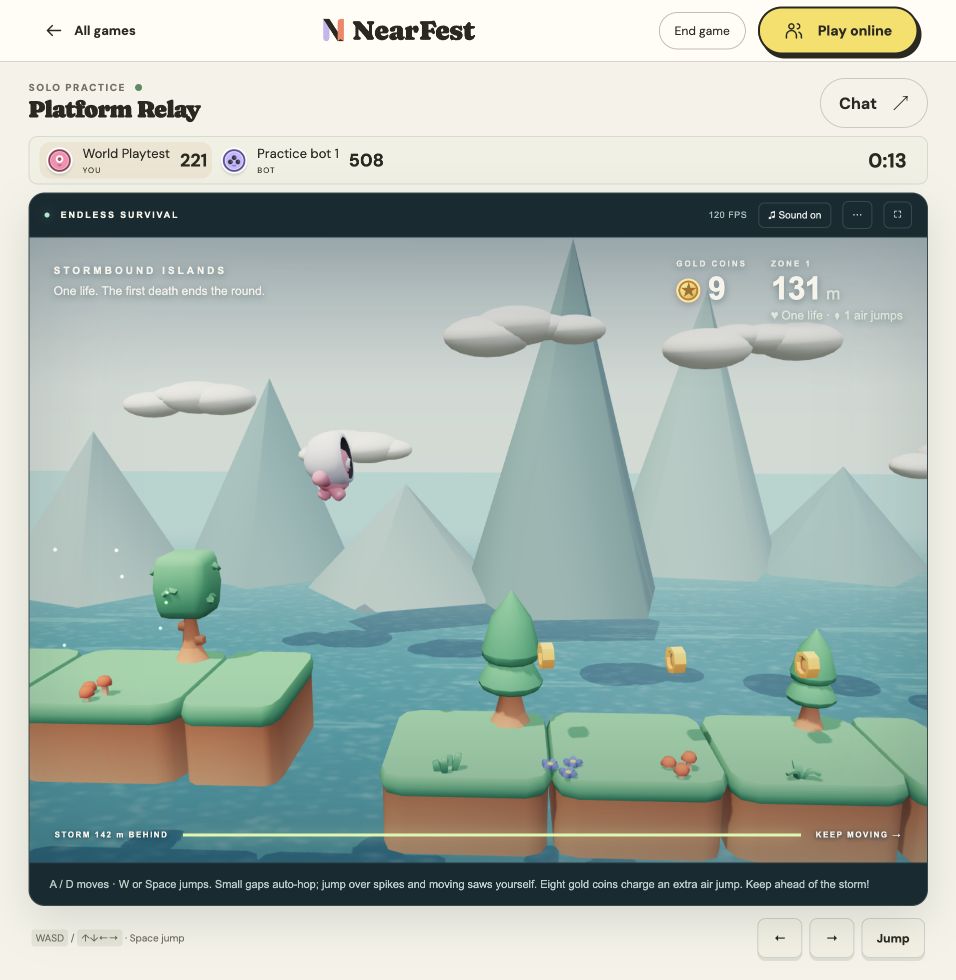 ← All games
NearFest
End game
Play online
SOLO PRACTICE
Platform Relay
Chat ↗
World Playtest 221
YOU
Practice bot 1 508
BOT
0:13
ENDLESS SURVIVAL
120 FPS
♫ Sound on
...
STORMBOUND ISLANDS
One life. The first death ends the round.
GOLD COINS
9
ZONE 1
131 m
♥ One life · ♦ 1 air jumps
STORM 142 m BEHIND
KEEP MOVING →
A / D moves · W or Space jumps. Small gaps auto-hop; jump over spikes and moving saws yourself. Eight gold coins charge an extra air jump. Keep ahead of the storm!
WASD / ↑↓←→ · Space jump
←
→
Jump